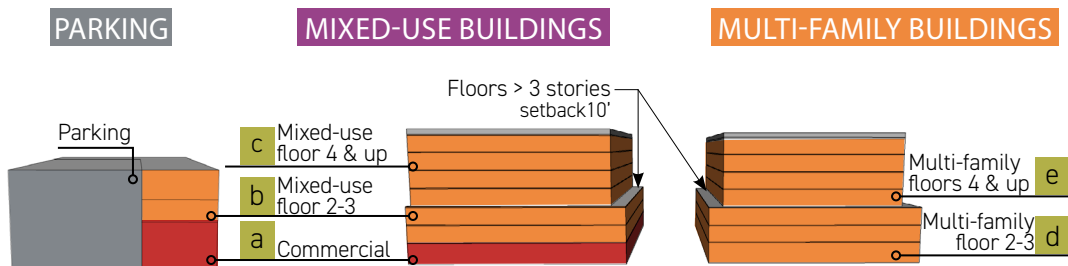 PARKING
MIXED-USE BUILDINGS
MULTI-FAMILY BUILDINGS
Floors > 3 stories
setback10'
Parking
c
Mixed-use
floor 4 & up
b
Mixed-use
floor 2-3
a
Commercial
Multi-family
floors 4 & up
e
Multi-family
floor 2-3
d